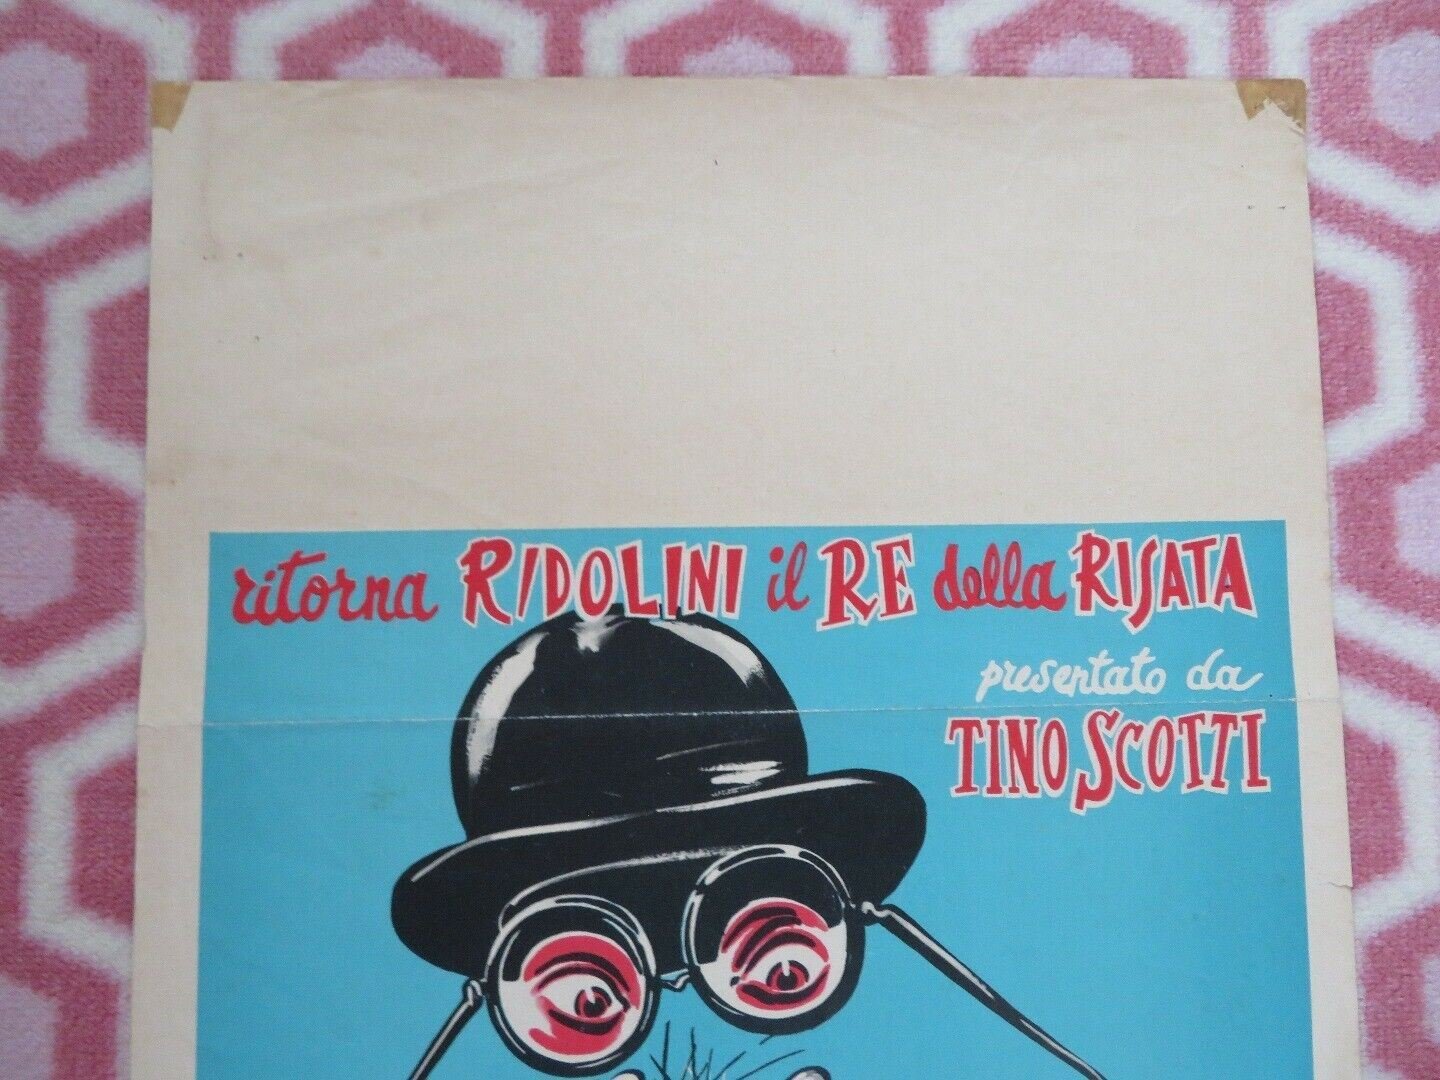 ritorna RIDOLINI il RE della RISATA
presentato da
TINO SCOTTI